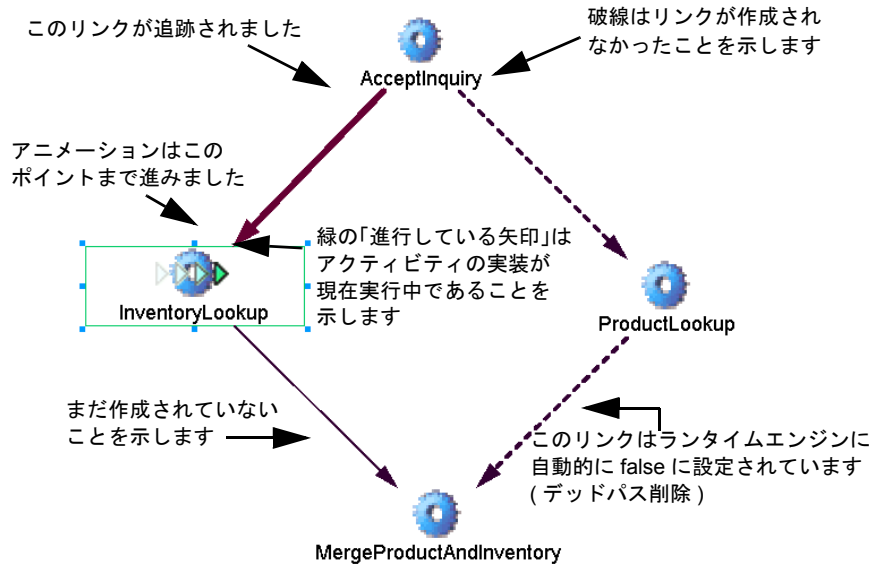 このリンクが追跡されました
破線はリンクが作成され
なかったことを示します
AcceptInquiry
アニメーションはこの
ポイントまで進みました
緑の「進行している矢印」は
アクティビティの実装が
現在実行中であることを
示します
InventoryLookup
ProductLookup
まだ作成されていない
ことを示します
このリンクはランタイムエンジンに
自動的に false に設定されています
( デッドパス削除 )
MergeProductAndInventory